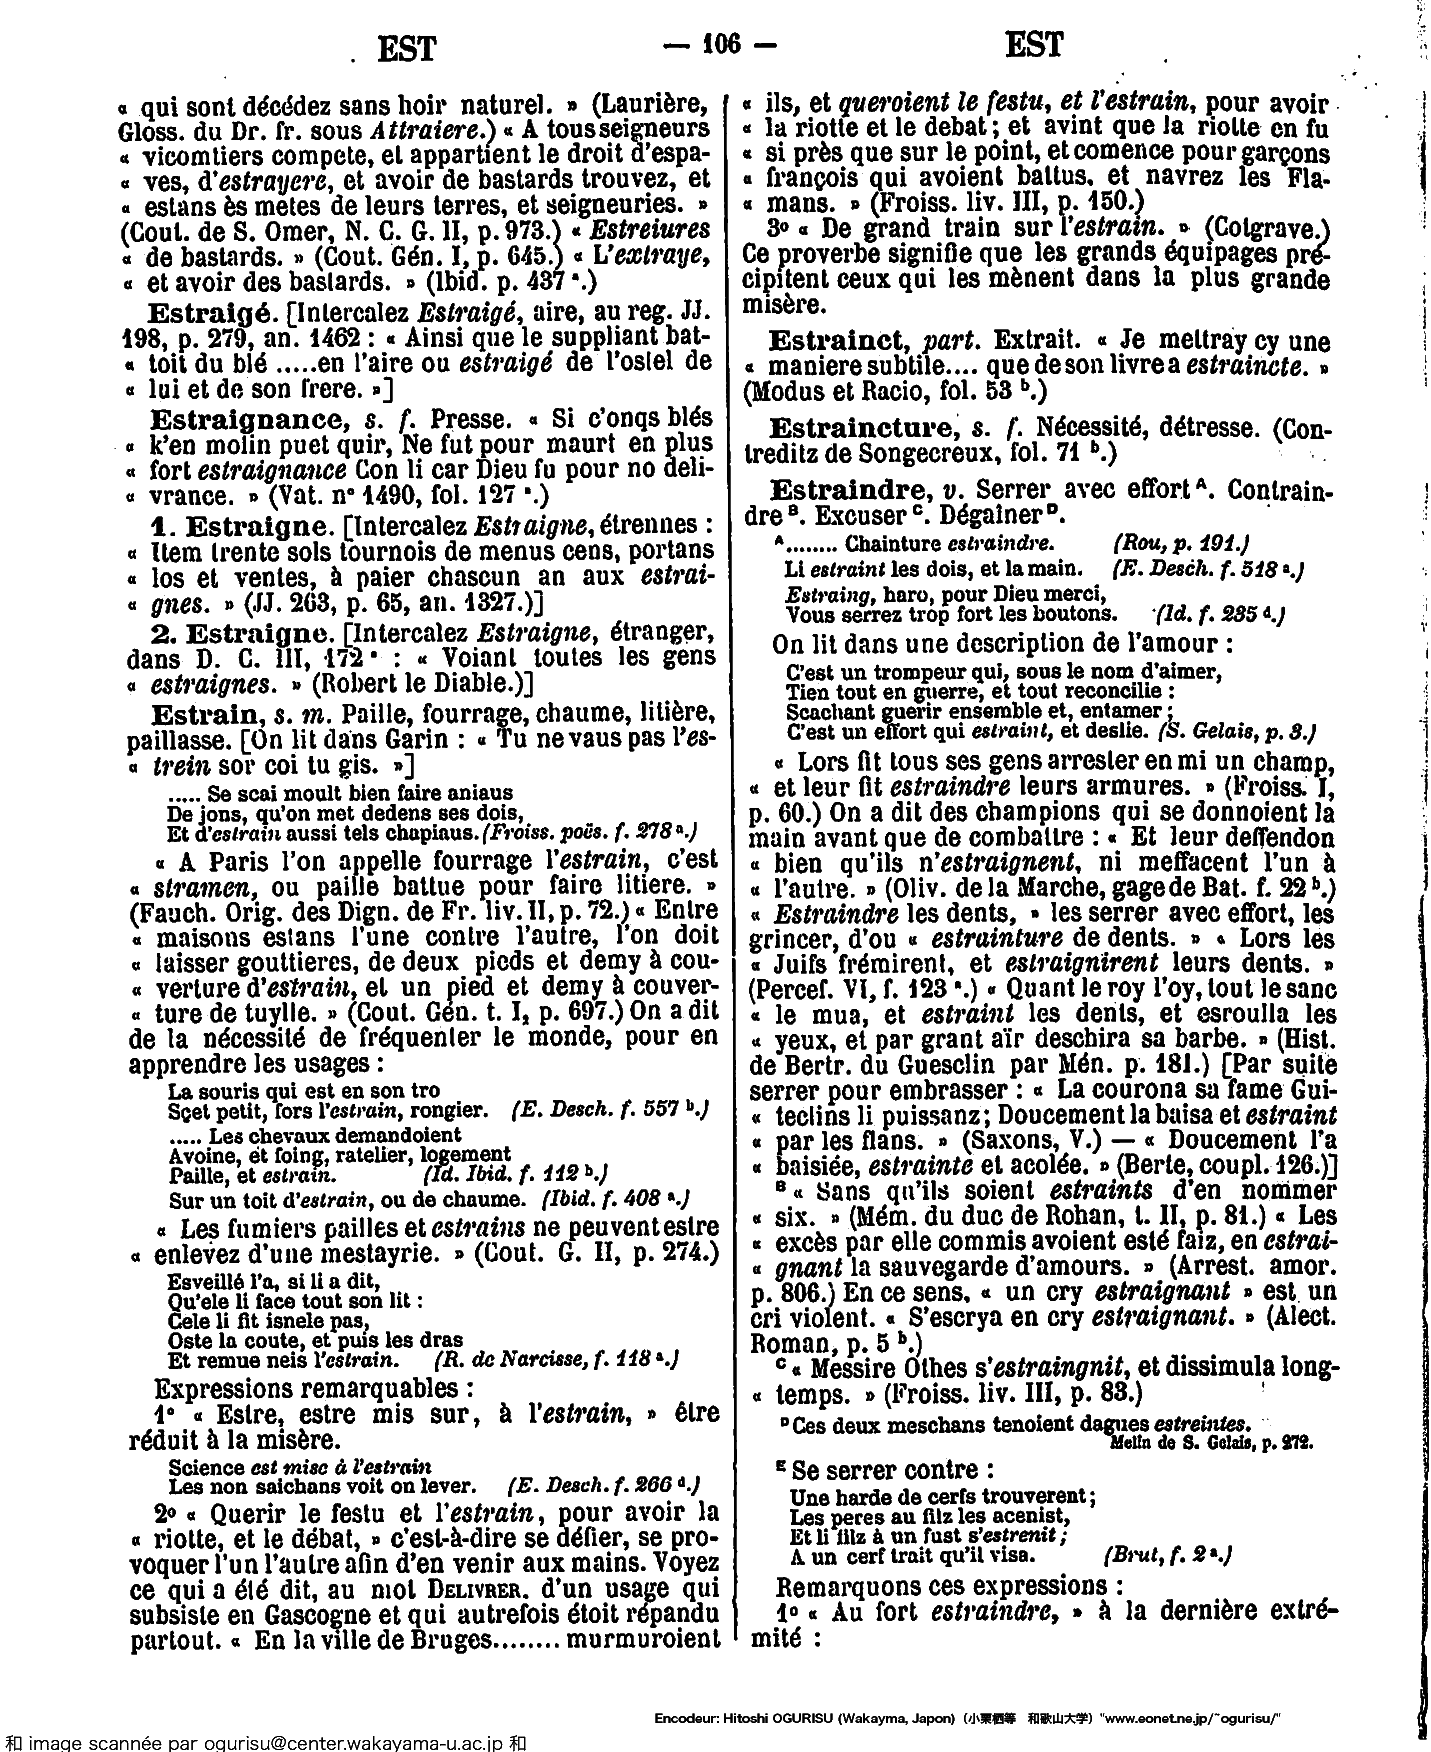 EST
— 106 —
EST
« qui sont décédez sans hoir naturel. » (Laurière,
Gloss. du Dr. fr. sous Attraiere.) « A tous seigneurs
« vicomtiers compete, et appartient le droit d'espa-
« ves, d'estrayere, et avoir de bastards trouvez, et
« estans ès metes de leurs terres, et seigneuries. »
(Cout. de S. Omer, N. C. G. II, p. 973.) « Estreiures
« de bastards. » (Cout. Gén. I, p. 645.) « L'extraye,
« et avoir des bastards. » (Ibid. p. 437 a.)
Estraigé. [Intercalez Estraigé, aire, au reg. JJ.
198, p. 279, an. 1462 : « Ainsi que le suppliant bat-
« toit du blé .....en l'aire ou estraigé de l'ostel de
« lui et de son frere. »]
Estraignance, s. f. Presse. « Si c'onqs blés
« k'en molin puet quir, Ne fut pour maurt en plus
« fort estraignance Con li car Dieu fu pour no deli-
« vrance. » (Vat. n° 1490, fol. 127 a.)
1. Estraigne. [Intercalez Estraigne, étrennes :
« Item trente sols tournois de menus cens, portans
« los et ventes, à paier chascun an aux estrai-
« gnes. » (JJ. 263, p. 65, an. 1327.)]
2. Estraigne. [Intercalez Estraigne, étranger,
dans D. C. III, 172 a : « Voiant toutes les gens
« estraignes. » (Robert le Diable.)]
Estrain, s. m. Paille, fourrage, chaume, litière,
paillasse. [On lit dans Garin : « Tu ne vaus pas l'es-
« trein sor coi tu gis. »]
..... Se scai moult bien faire aniaus
De jons, qu'on met dedens ses dois,
Et d'estrain aussi tels chapiaus. (Froiss. poës. f. 278 a.)
« A Paris l'on appelle fourrage l'estrain, c'est
« stramen, ou paille battue pour faire litiere. »
(Fauch. Orig. des Dign. de Fr. liv. II, p. 72.) « Entre
« maisons estans l'une contre l'autre, l'on doit
« laisser gouttieres, de deux pieds et demy à cou-
« verture d'estrain, et un pied et demy à couver-
« ture de tuylle. » (Cout. Gén. t. I, p. 697.) On a dit
de la nécessité de fréquenter le monde, pour en
apprendre les usages :
La souris qui est en son tro
Sçet petit, fors l'estrain, rongier. (E. Desch. f. 557 b.)
..... Les chevaux demandoient
Avoine, et foing, ratelier, logement
Paille, et estrain. (Id. Ibid. f. 112 b.)
Sur un toit d'estrain, ou de chaume. (Ibid. f. 408 a.)
« Les fumiers pailles et estrains ne peuvent estre
« enlevez d'une mestayrie. » (Cout. G. II, p. 274.)
Esveillé l'a, si li a dit,
Qu'ele li face tout son lit :
Cele li fit isnele pas,
Oste la coute, et puis les dras
Et remue neis l'estrain. (R. de Narcisse, f. 118 a.)
Expressions remarquables :
1° « Estre, estre mis sur, à l'estrain, » être
réduit à la misère.
Science est mise à l'estrain
Les non saichans voit on lever. (E. Desch. f. 266 d.)
2° « Querir le festu et l'estrain, pour avoir la
« riotte, et le débat, » c'est-à-dire se défier, se pro-
voquer l'un l'autre afin d'en venir aux mains. Voyez
ce qui a été dit, au mot DELIVRER. d'un usage qui
subsiste en Gascogne et qui autrefois étoit répandu
partout. « En la ville de Bruges........ murmuroient
« ils, et queroient le festu, et l'estrain, pour avoir
« la riotte et le debat ; et avint que la riotte en fu
« si près que sur le point, et comence pour garçons
« françois qui avoient battus, et navrez les Fla-
« mans. » (Froiss. liv. III, p. 150.)
3° « De grand train sur l'estrain. » (Cotgrave.)
Ce proverbe signifie que les grands équipages pré-
cipitent ceux qui les mènent dans la plus grande
misère.
Estrainct, part. Extrait. « Je mettray cy une
« maniere subtile.... que de son livre a estraincte. »
(Modus et Racio, fol. 53 b.)
Estraincture, s. f. Nécessité, détresse. (Con-
treditz de Songecreux, fol. 71 b.)
Estraindre, v. Serrer avec effort A. Contrain-
dre B. Excuser C. Dégaîner D.
A........ Chainture estraindre. (Rou, p. 191.)
Li estraint les dois, et la main. (E. Desch. f. 518 a.)
Estraing, haro, pour Dieu merci,
Vous serrez trop fort les boutons. (Id. f. 235 d.)
On lit dans une description de l'amour :
C'est un trompeur qui, sous le nom d'aimer,
Tien tout en guerre, et tout reconcilie :
Scachant guerir ensemble et, entamer ;
C'est un effort qui estraint, et deslie. (S. Gelais, p. 3.)
« Lors fit tous ses gens arrester en mi un champ,
« et leur fit estraindre leurs armures. » (Froiss. I,
p. 60.) On a dit des champions qui se donnoient la
main avant que de combattre : « Et leur deffendon
« bien qu'ils n'estraignent, ni meffacent l'un à
« l'autre. » (Oliv. de la Marche, gage de Bat. f. 22 b.)
« Estraindre les dents, » les serrer avec effort, les
grincer, d'ou « estrainture de dents. » « Lors les
« Juifs frémirent, et estraignirent leurs dents. »
(Percef. VI, f. 123 a.) « Quant le roy l'oy, tout le sanc
« le mua, et estraint les dents, et esroulla les
« yeux, et par grant aïr deschira sa barbe. » (Hist.
de Bertr. du Guesclin par Mén. p. 181.) [Par suite
serrer pour embrasser : « La courona sa fame Gui-
« teclins li puissanz ; Doucement la baisa et estraint
« par les flans. » (Saxons, V.) — « Doucement l'a
« baisiée, estrainte et acolée. » (Berte, coupl. 126.)]
B « Sans qu'ils soient estraints d'en nommer
« six. » (Mém. du duc de Rohan, t. II, p. 81.) « Les
« excès par elle commis avoient esté faiz, en estrai-
« gnant la sauvegarde d'amours. » (Arrest. amor.
p. 806.) En ce sens, « un cry estraignant » est un
cri violent. « S'escrya en cry estraignant. » (Alect.
Roman, p. 5 b.)
C « Messire Othes s'estraingnit, et dissimula long-
« temps. » (Froiss. liv. III, p. 83.)
D Ces deux meschans tenoient dagues estreintes.
Melin de S. Gelais, p. 272.
E Se serrer contre :
Une harde de cerfs trouverent ;
Les peres au filz les acenist,
Et li filz à un fust s'estrenit ;
A un cerf trait qu'il visa. (Brut, f. 2 a.)
Remarquons ces expressions :
1° « Au fort estraindre, » à la dernière extré-
mité :
Encodeur: Hitoshi OGURISU (Wakayma, Japon) (小栗栖等 和歌山大学) "www.eonet.ne.jp/~ogurisu/"
和 image scannée par ogurisu@center.wakayama-u.ac.jp 和